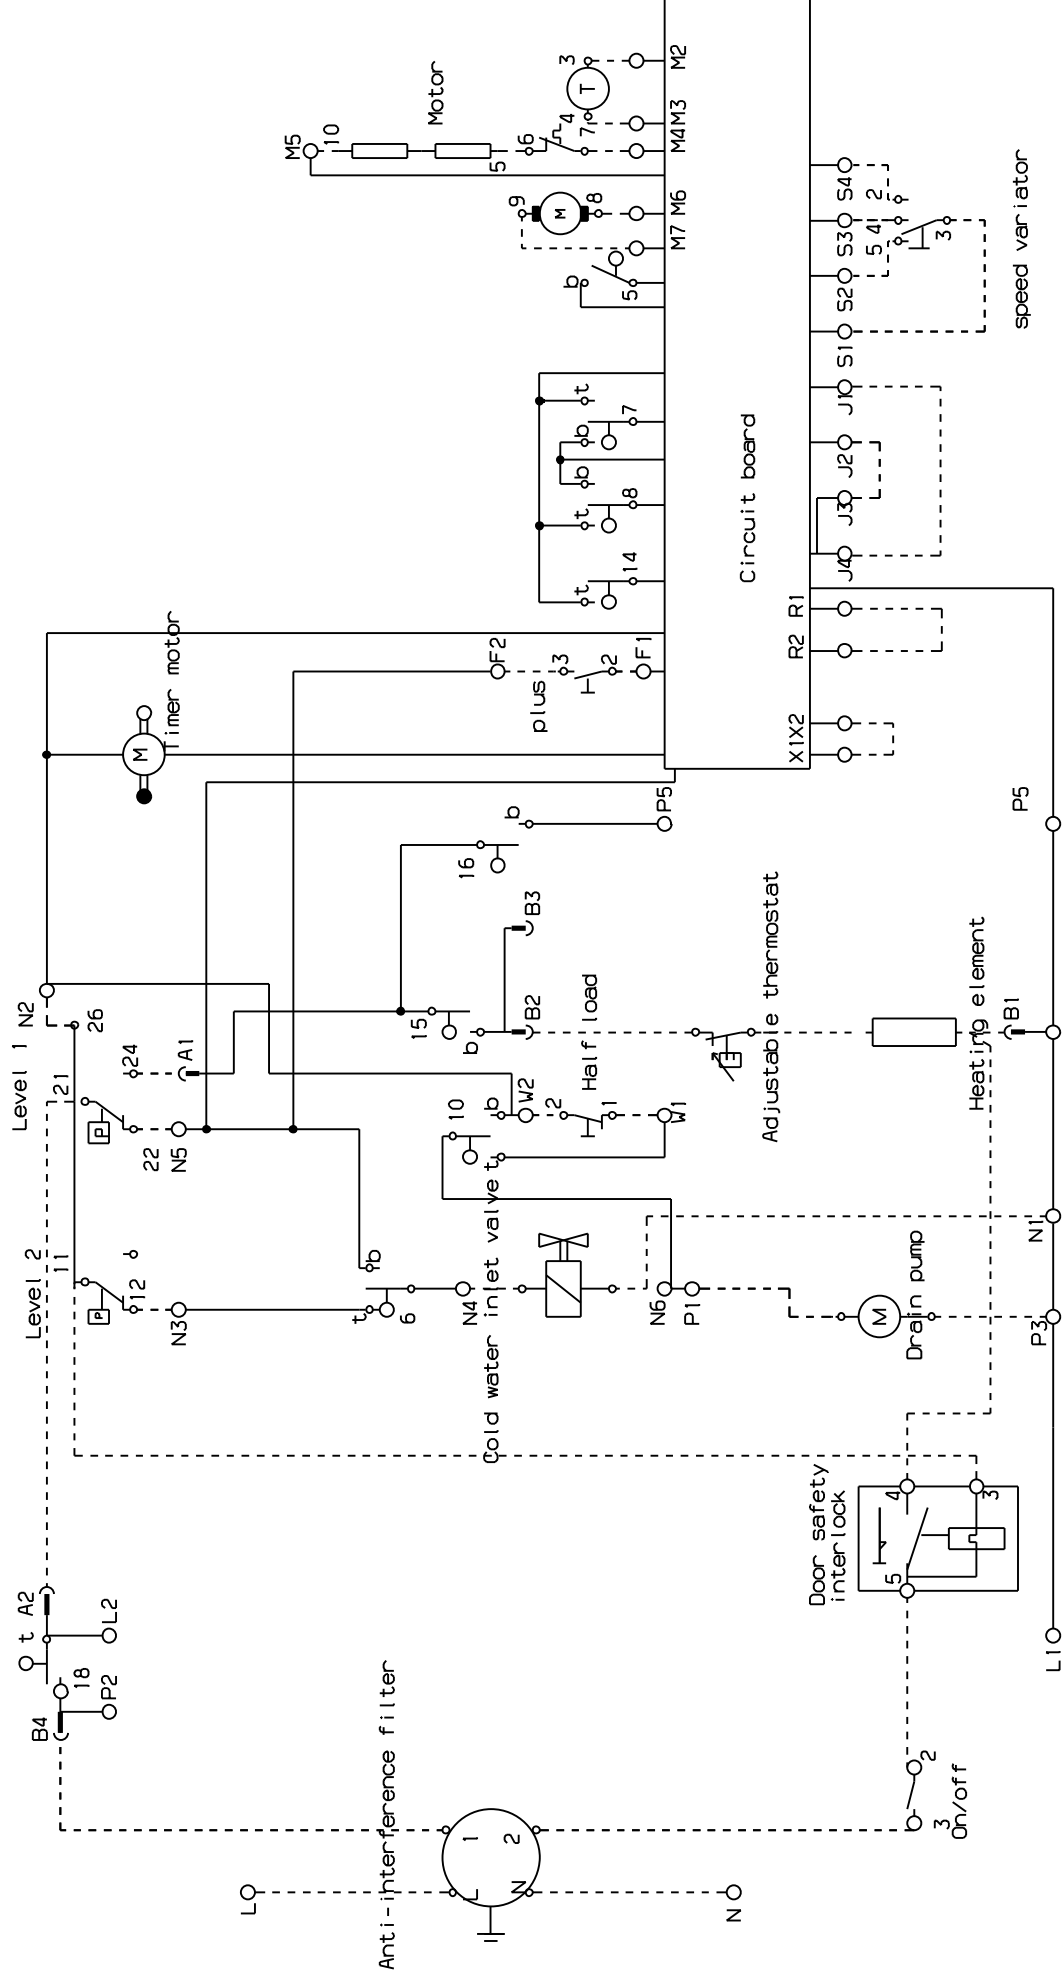 M5
10
Motor
3
T
M2
4
7
M3
M4
6
5
9
M
8
M6
M7
b
5
S4
2
S3
4
5
3
S2
S1
speed variator
t
7
b
b
8
t
14
t
Circuit board
J1
J2
J3
J4
R1
R2
X1
X2
Timer motor
M
F2
3
2
F1
plus
b
P5
P5
16
B3
N2
26
Level 1
24
A1
21
P
22
N5
15
b
B2
Half load
Adjustable thermostat
Heating element
B1
10
b
W2
2
1
W1
t
Level 2
11
P
12
N3
b
t
6
N4
Cold water inlet valve
N6
P1
N1
M
Drain pump
P3
Door safety
interlock
4
3
5
A2
t
L2
18
P2
B4
L1
Anti-interference filter
1
2
L
N
L
N
2
3
On/off